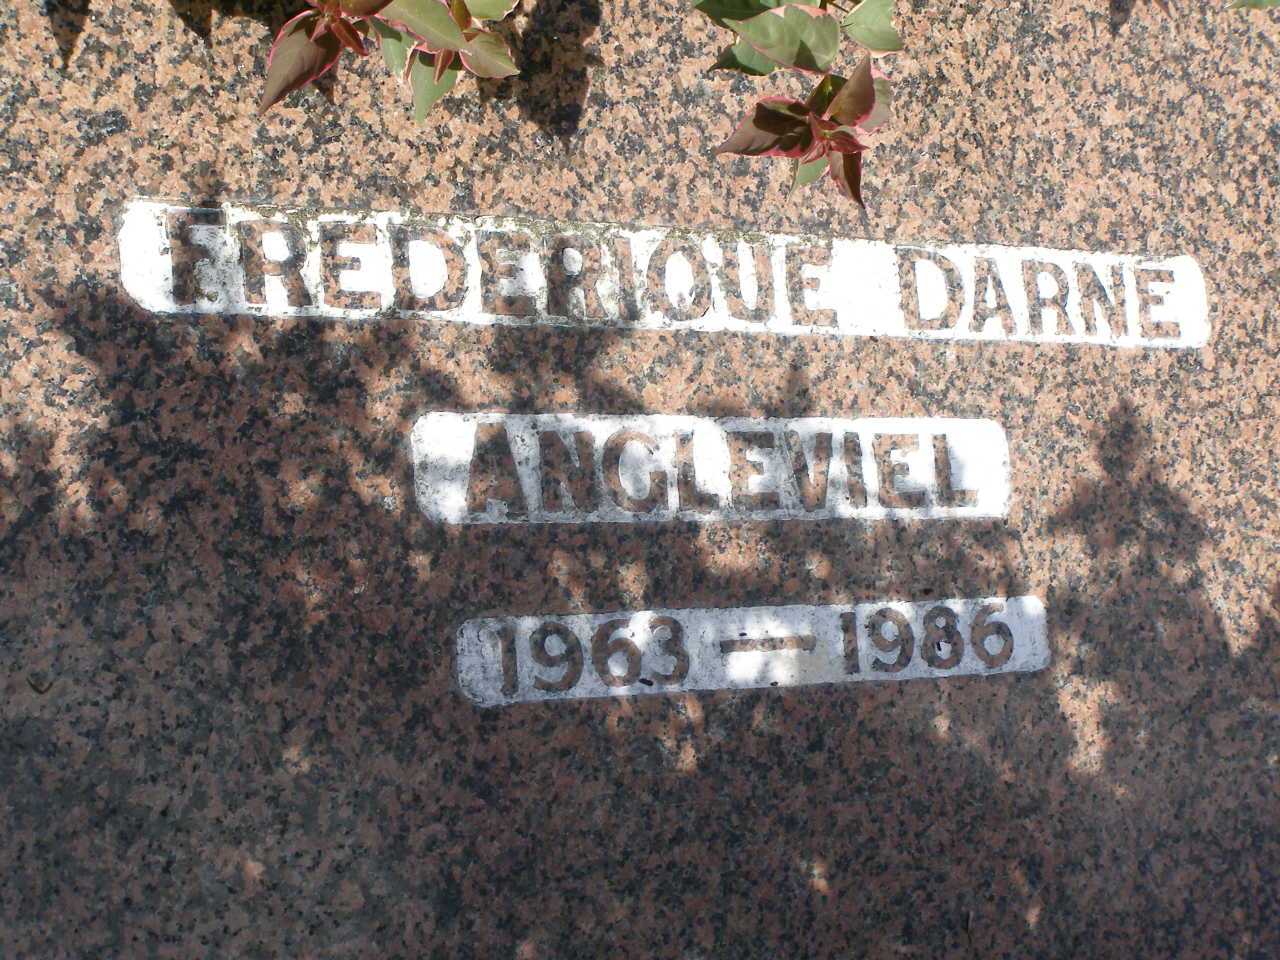 FREDERIQUE DARNE
ANGLEVIEL
1963 — 1986